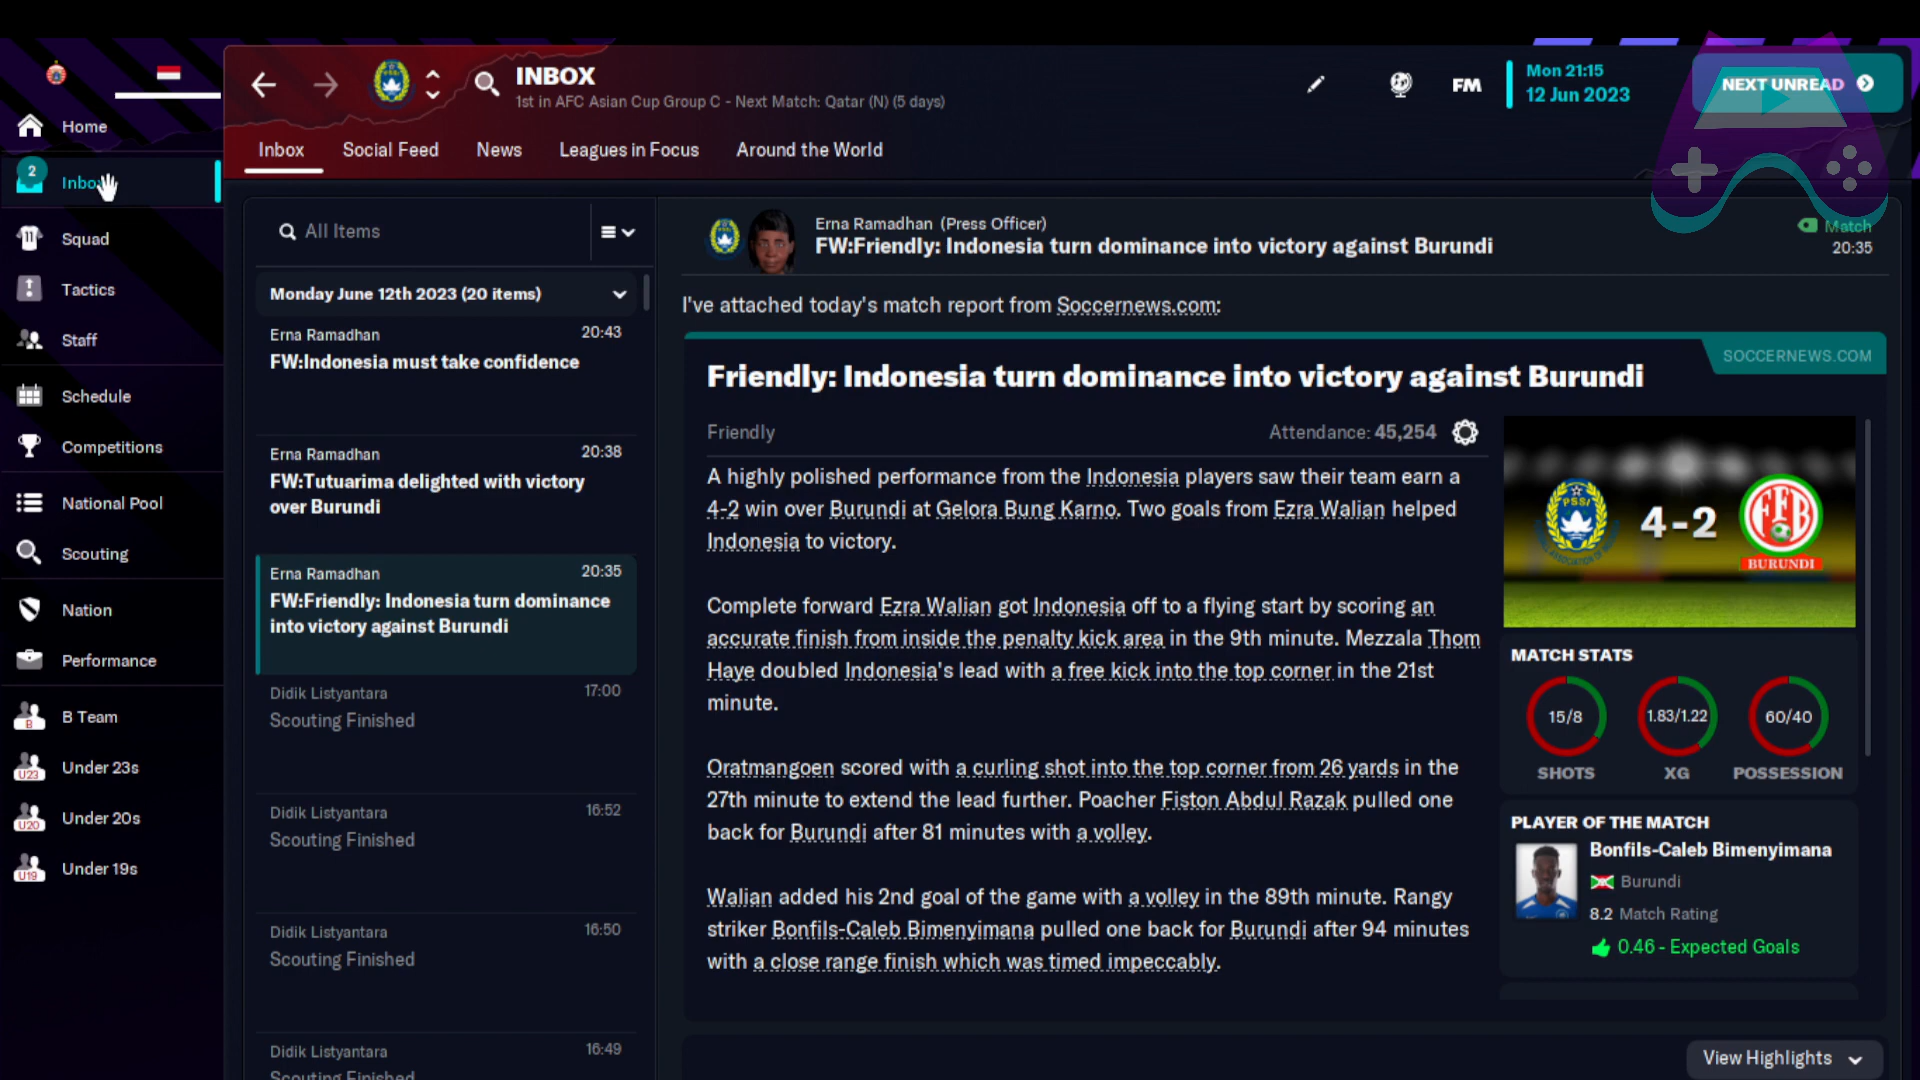 INBOX
1st in AFC Asian Cup Group C - Next Match: Qatar (N) (5 days)
FM
Mon 21:15
12 Jun 2023
NEXT UNREAD
Inbox
Social Feed
News
Leagues in Focus
Around the World
Home
2
Squad
Tactics
Staff
Schedule
Competitions
National Pool
Scouting
Nation
Performance
B
B Team
U23
Under 23s
U20
Under 20s
U19
Under 19s
All Items
Monday June 12th 2023 (20 items)
Erna Ramadhan
20:43
FW:Indonesia must take confidence
Erna Ramadhan
20:38
FW:Tutuarima delighted with victory
over Burundi
Erna Ramadhan
20:35
FW:Friendly: Indonesia turn dominance
into victory against Burundi
Didik Listyantara
17:00
Scouting Finished
Didik Listyantara
16:52
Scouting Finished
Didik Listyantara
16:50
Scouting Finished
Didik Listyantara
16:49
Scouting Finished
Erna Ramadhan (Press Officer)
FW:Friendly: Indonesia turn dominance into victory against Burundi
Match
20:35
I've attached today's match report from Soccernews.com:
SOCCERNEWS.COM
Friendly: Indonesia turn dominance into victory against Burundi
Friendly
Attendance: 45,254
A highly polished performance from the Indonesia players saw their team earn a
4-2 win over Burundi at Gelora Bung Karno. Two goals from Ezra Walian helped
Indonesia to victory.
Complete forward Ezra Walian got Indonesia off to a flying start by scoring an
accurate finish from inside the penalty kick area in the 9th minute. Mezzala Thom
Haye doubled Indonesia's lead with a free kick into the top corner in the 21st
minute.
Oratmangoen scored with a curling shot into the top corner from 26 yards in the
27th minute to extend the lead further. Poacher Fiston Abdul Razak pulled one
back for Burundi after 81 minutes with a volley.
Walian added his 2nd goal of the game with a volley in the 89th minute. Rangy
striker Bonfils-Caleb Bimenyimana pulled one back for Burundi after 94 minutes
with a close range finish which was timed impeccably.
PSSI
4-2
FFB
BURUNDI
MATCH STATS
15/8
1.83/1.22
60/40
SHOTS
XG
POSSESSION
PLAYER OF THE MATCH
Bonfils-Caleb Bimenyimana
Burundi
8.2 Match Rating
0.46 - Expected Goals
View Highlights